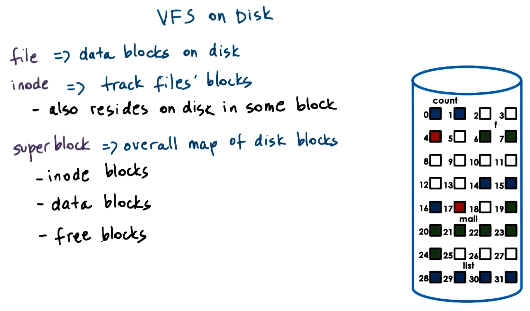 VFS on Disk
file => data blocks on disk
inode => track files' blocks
- also resides on disk in some block
superblock => overall map of disk blocks
- inode blocks
- data blocks
- free blocks
count
0 1 2 3
f
4 5 6 7
8 9 10 11
12 13 14 15
16 17 18 19
mail
20 21 22 23
24 25 26 27
list
28 29 30 31